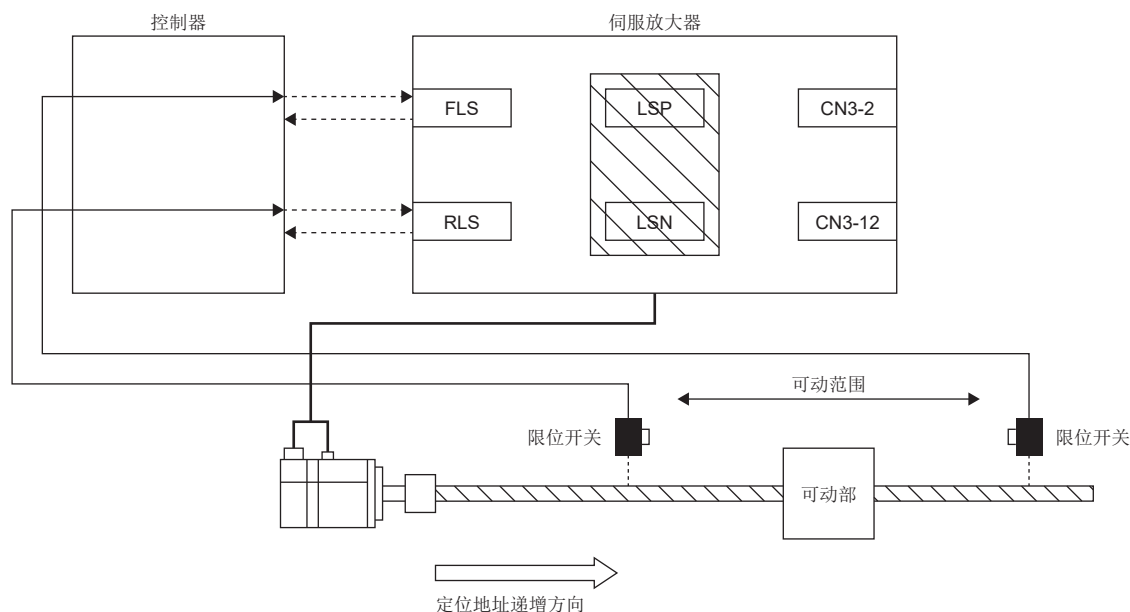 控制器
伺服放大器
FLS
LSP
CN3-2
RLS
LSN
CN3-12
可动范围
限位开关
限位开关
可动部
定位地址递增方向